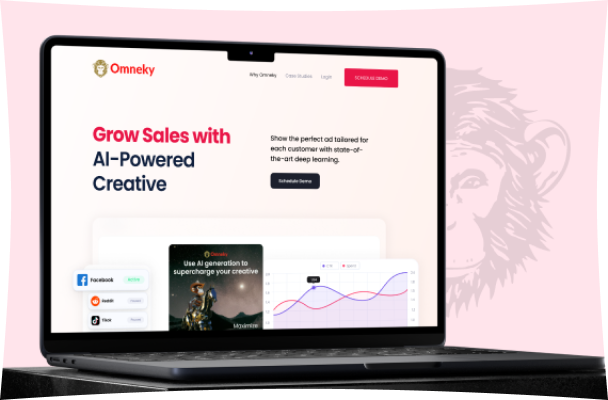 Omneky
Why Omneky
Case Studies
Login
SCHEDULE DEMO
Grow Sales with
AI-Powered
Creative
Show the perfect ad tailored for
each customer with state-of-
the-art deep learning.
Schedule Demo
Omneky
Use AI generation to
supercharge your creative
Maximize
Facebook
Reddit